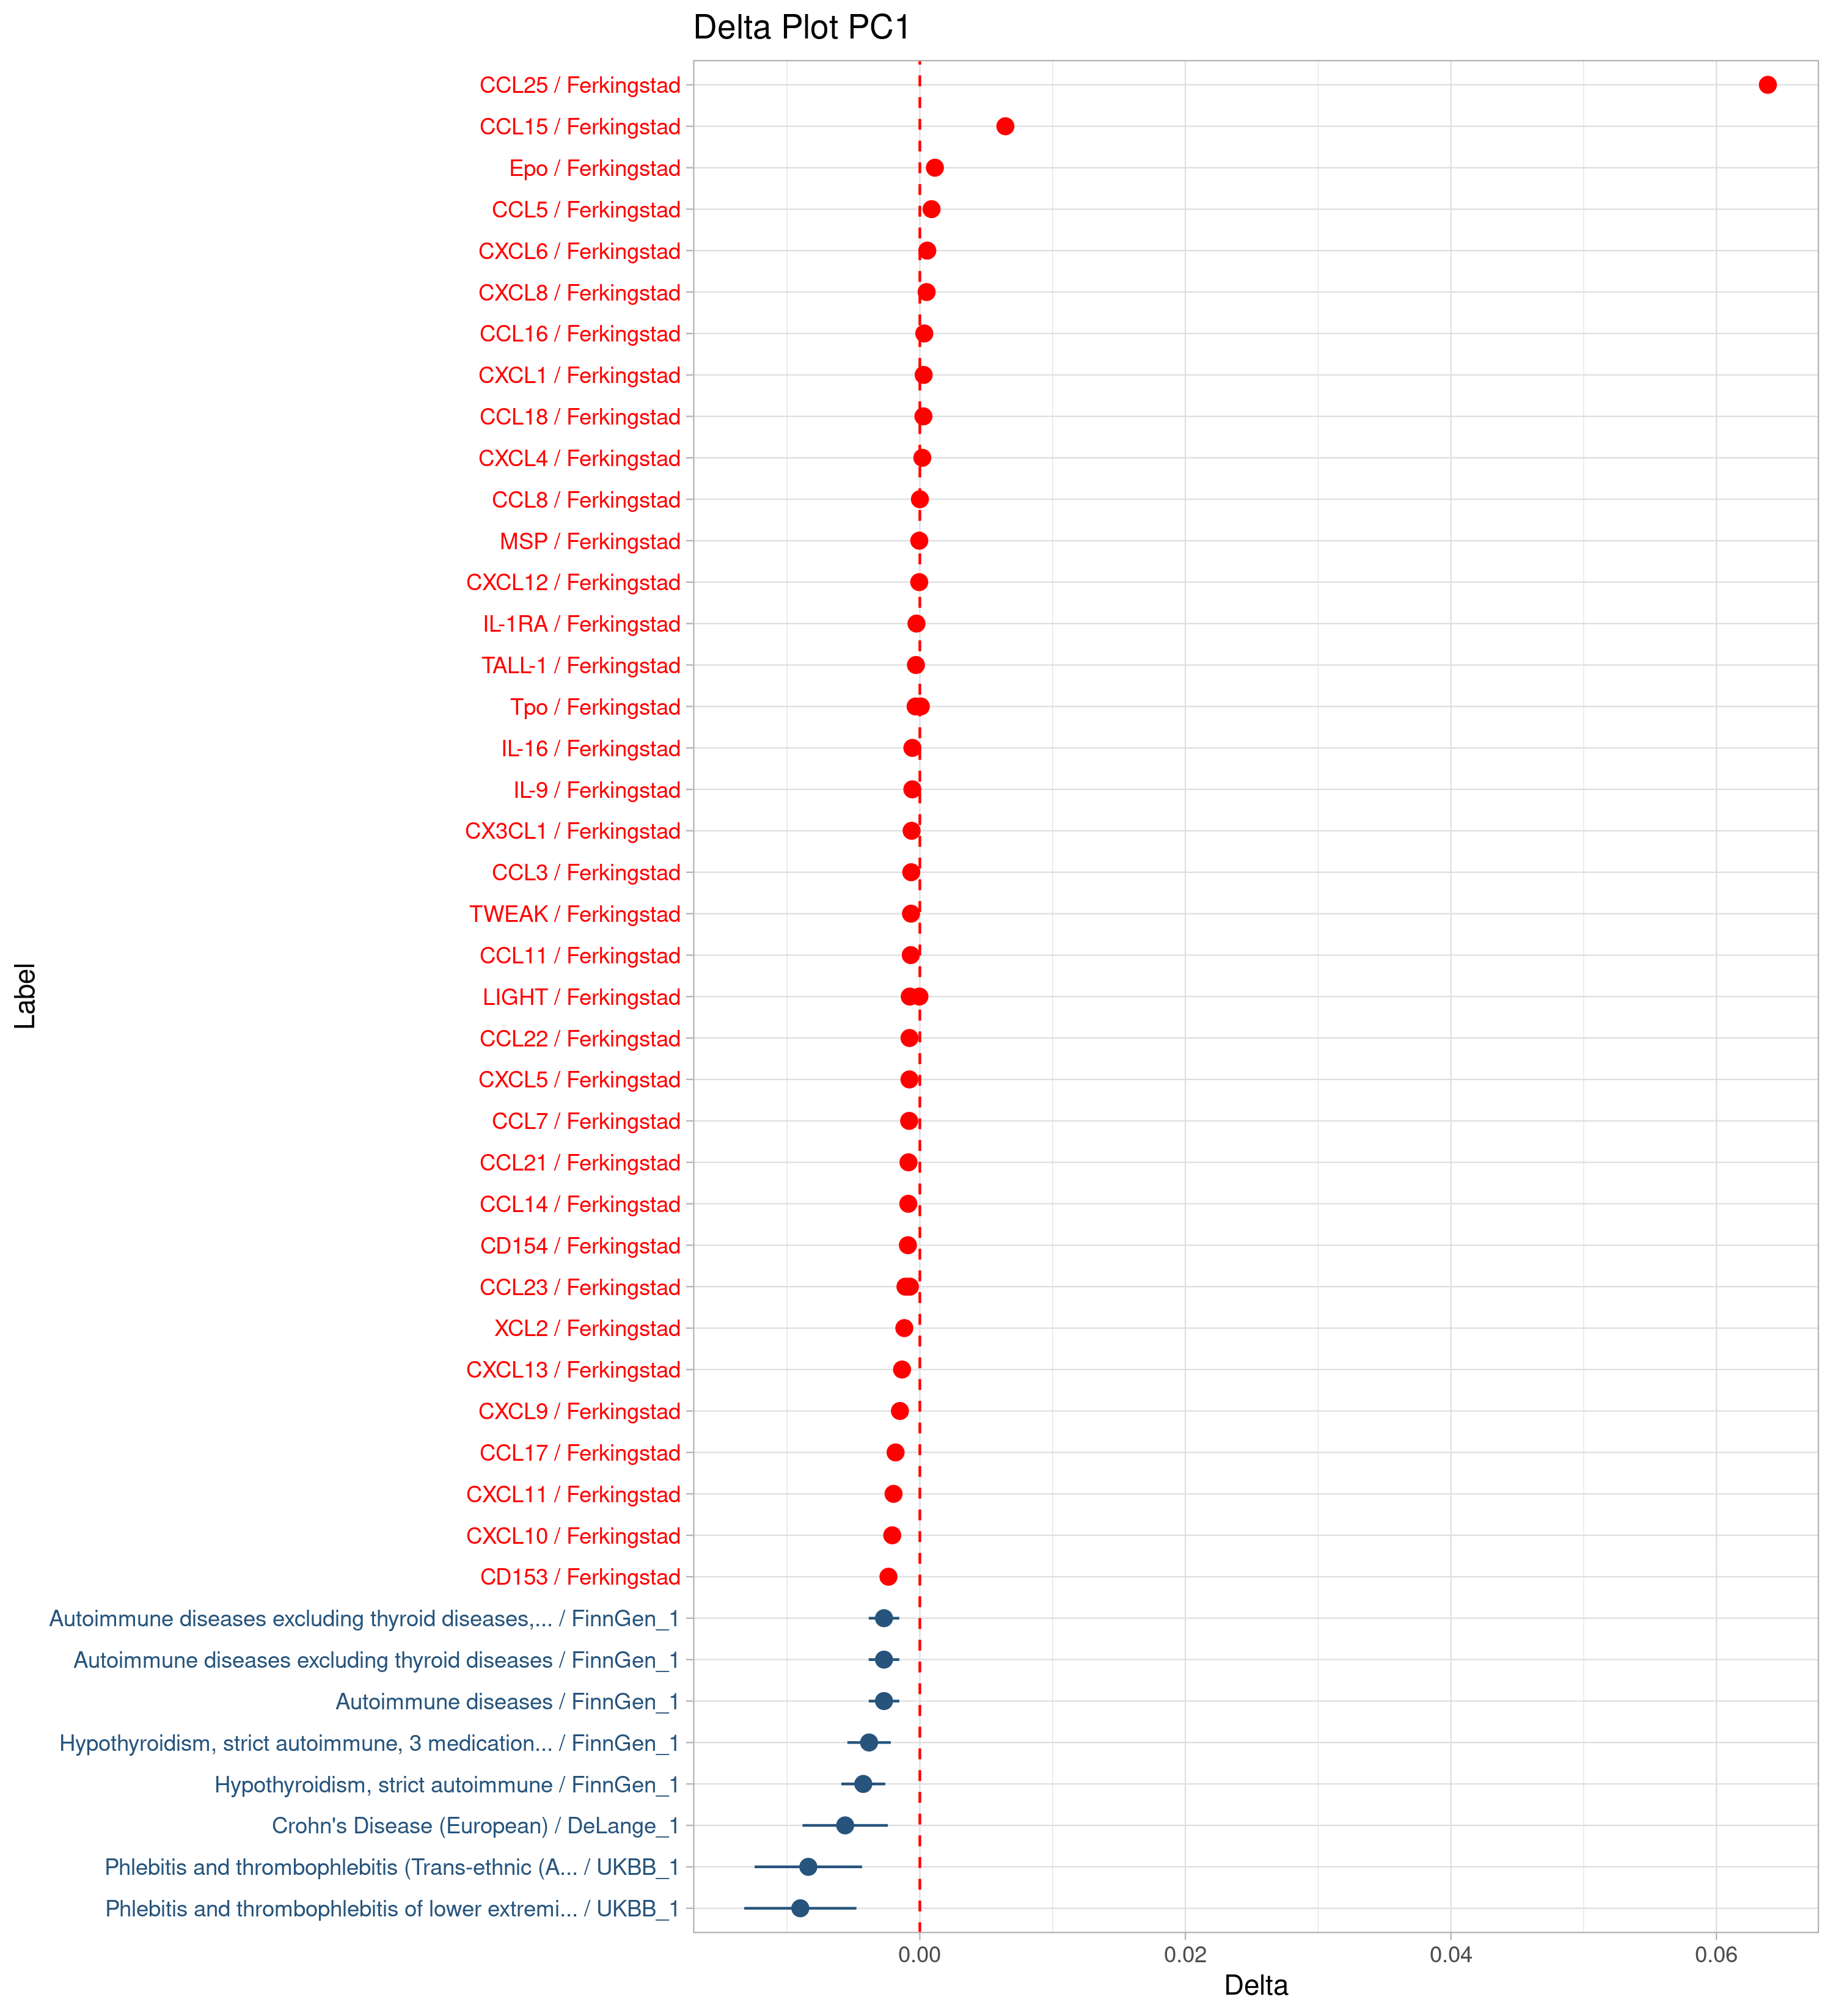 Delta Plot PC1
CCL25 / Ferkingstad
CCL15 / Ferkingstad
Epo / Ferkingstad
CCL5 / Ferkingstad
CXCL6 / Ferkingstad
CXCL8 / Ferkingstad
CCL16 / Ferkingstad
CXCL1 / Ferkingstad
CCL18 / Ferkingstad
CXCL4 / Ferkingstad
CCL8 / Ferkingstad
MSP / Ferkingstad
CXCL12 / Ferkingstad
IL-1RA / Ferkingstad
TALL-1 / Ferkingstad
Tpo / Ferkingstad
IL-16 / Ferkingstad
IL-9 / Ferkingstad
CX3CL1 / Ferkingstad
CCL3 / Ferkingstad
TWEAK / Ferkingstad
CCL11 / Ferkingstad
LIGHT / Ferkingstad
CCL22 / Ferkingstad
CXCL5 / Ferkingstad
CCL7 / Ferkingstad
CCL21 / Ferkingstad
CCL14 / Ferkingstad
CD154 / Ferkingstad
CCL23 / Ferkingstad
XCL2 / Ferkingstad
CXCL13 / Ferkingstad
CXCL9 / Ferkingstad
CCL17 / Ferkingstad
CXCL11 / Ferkingstad
CXCL10 / Ferkingstad
CD153 / Ferkingstad
Autoimmune diseases excluding thyroid diseases,... / FinnGen_1
Autoimmune diseases excluding thyroid diseases / FinnGen_1
Autoimmune diseases / FinnGen_1
Hypothyroidism, strict autoimmune, 3 medication... / FinnGen_1
Hypothyroidism, strict autoimmune / FinnGen_1
Crohn's Disease (European) / DeLange_1
Phlebitis and thrombophlebitis (Trans-ethnic (A... / UKBB_1
Phlebitis and thrombophlebitis of lower extremi... / UKBB_1
Label
0.00 0.02 0.04 0.06
Delta